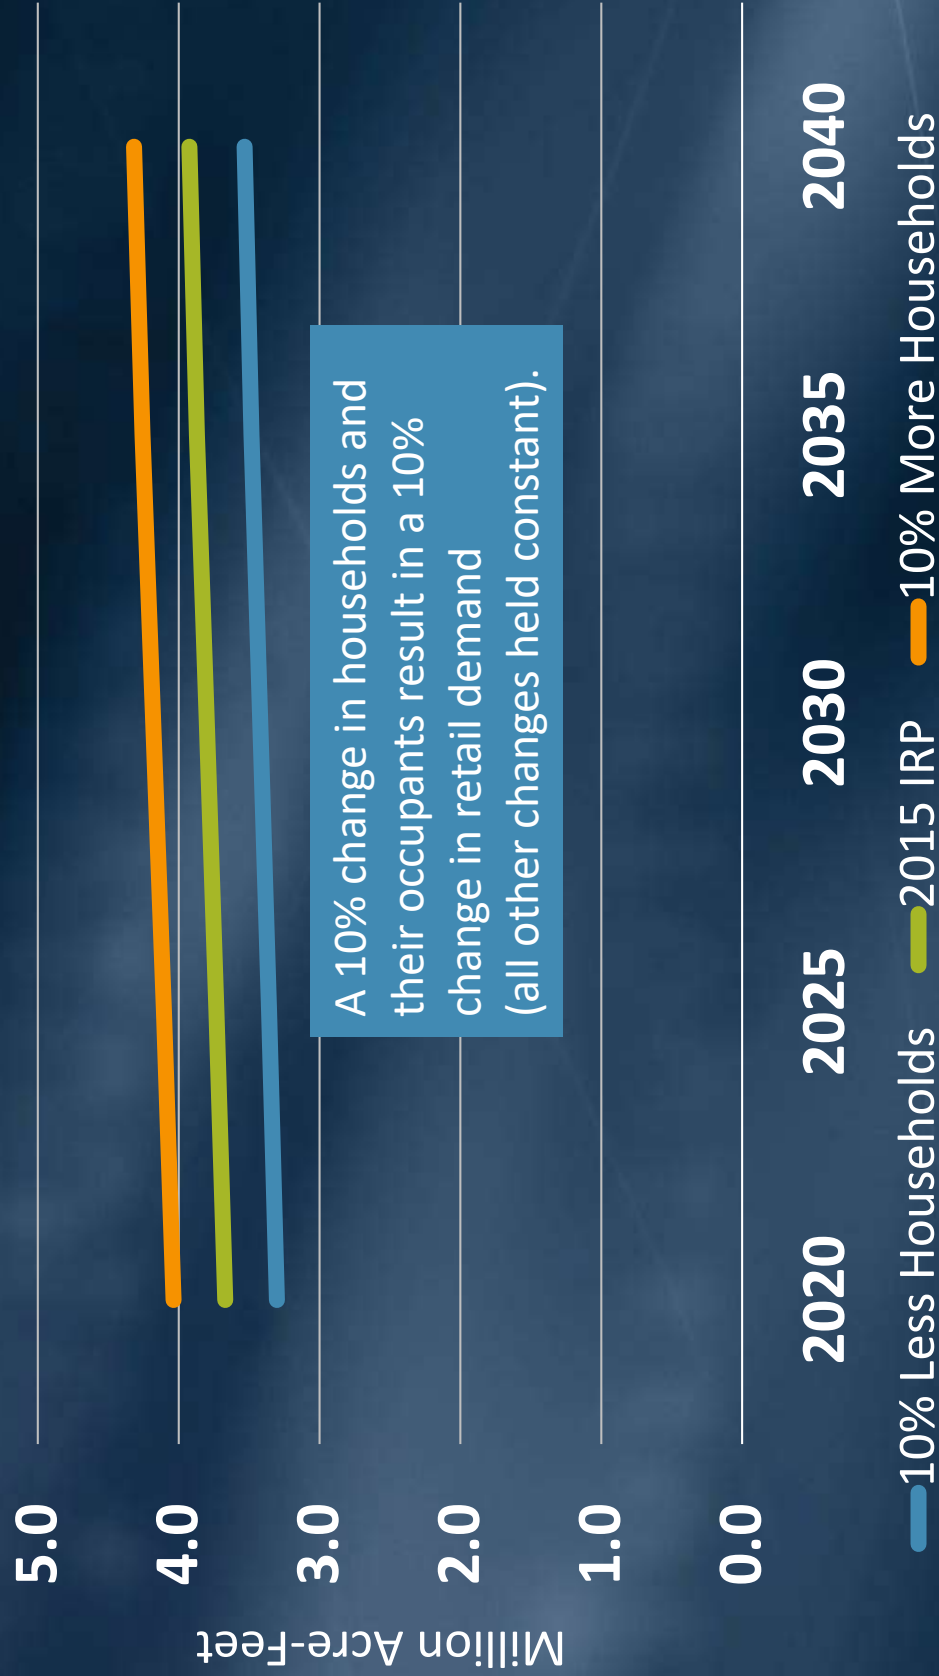 Million Acre-Feet
5.0
4.0
3.0
2.0
1.0
0.0
A 10% change in households and
their occupants result in a 10%
change in retail demand
(all other changes held constant).
2020
2025
2030
2035
2040
10% Less Households
2015 IRP
10% More Households